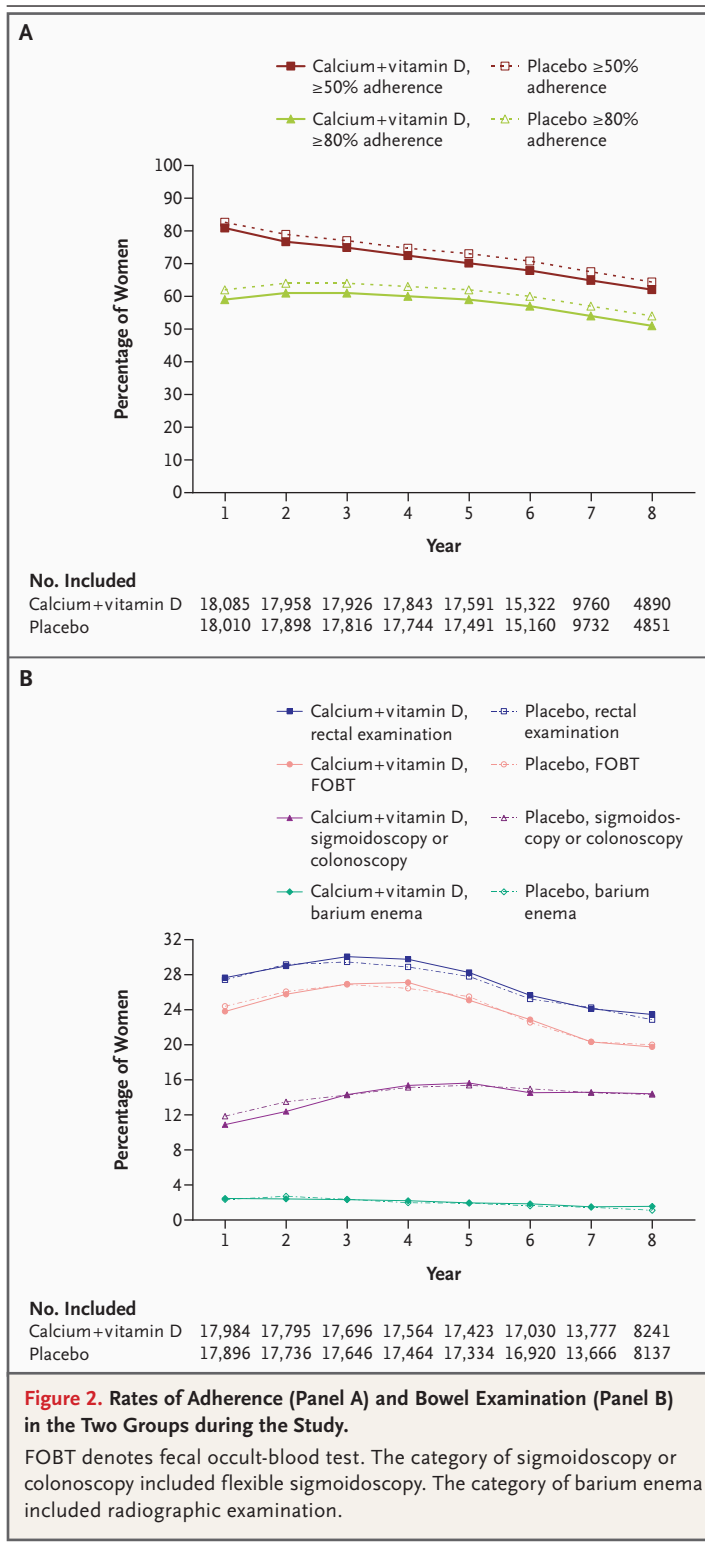 A
Calcium+vitamin D, ≥50% adherence
Placebo ≥50% adherence
Calcium+vitamin D, ≥80% adherence
Placebo ≥80% adherence
Percentage of Women
100
90
80
70
60
50
40
30
20
10
0
1 2 3 4 5 6 7 8
Year
No. Included
Calcium+vitamin D 18,085 17,958 17,926 17,843 17,591 15,322 9760 4890
Placebo 18,010 17,898 17,816 17,744 17,491 15,160 9732 4851
B
Calcium+vitamin D, rectal examination
Placebo, rectal examination
Calcium+vitamin D, FOBT
Placebo, FOBT
Calcium+vitamin D, sigmoidoscopy or colonoscopy
Placebo, sigmoidos-copy or colonoscopy
Calcium+vitamin D, barium enema
Placebo, barium enema
Percentage of Women
32
28
24
20
16
12
8
4
0
1 2 3 4 5 6 7 8
Year
No. Included
Calcium+vitamin D 17,984 17,795 17,696 17,564 17,423 17,030 13,777 8241
Placebo 17,896 17,736 17,646 17,464 17,334 16,920 13,666 8137
Figure 2. Rates of Adherence (Panel A) and Bowel Examination (Panel B)
in the Two Groups during the Study.
FOBT denotes fecal occult-blood test. The category of sigmoidoscopy or
colonoscopy included flexible sigmoidoscopy. The category of barium enema
included radiographic examination.